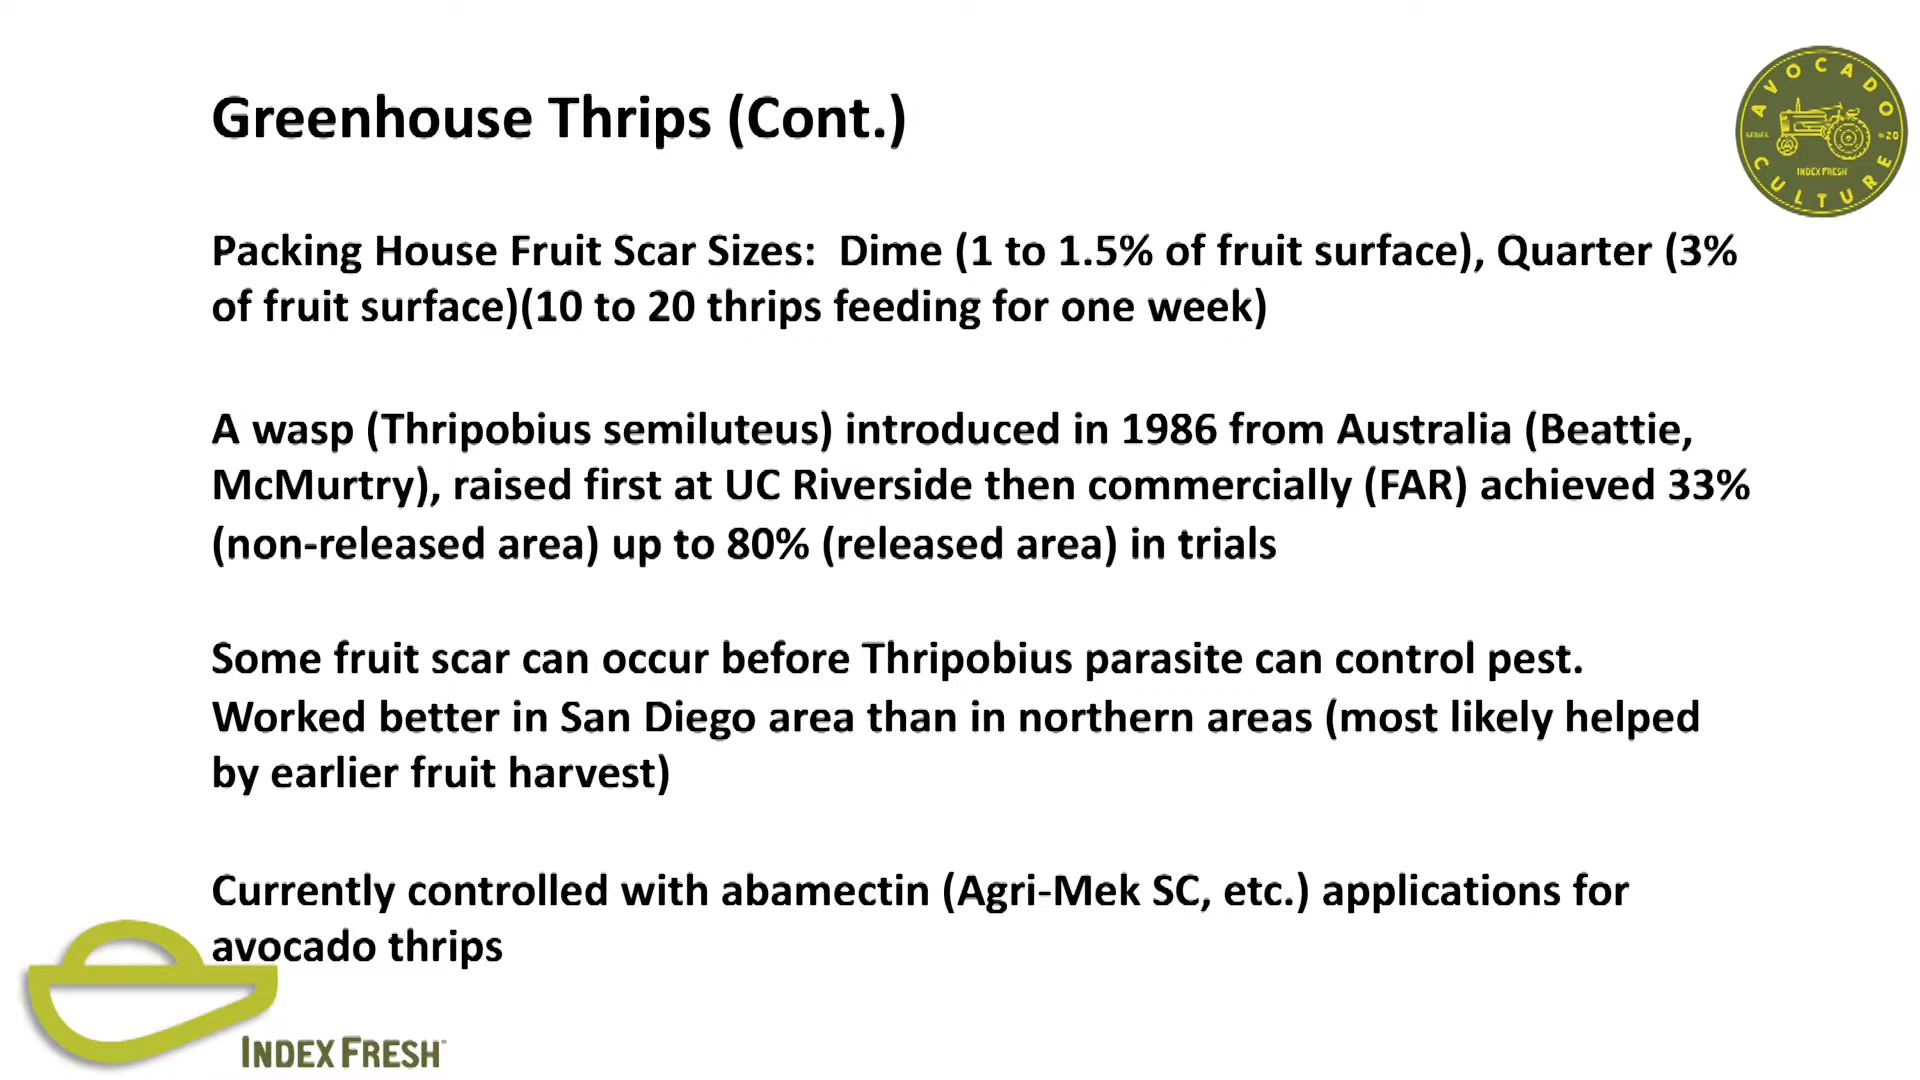 Greenhouse Thrips (Cont.)
AVOCADO
SERIES
20
INDEX FRESH
CULTURE
Packing House Fruit Scar Sizes:  Dime (1 to 1.5% of fruit surface), Quarter (3%
of fruit surface)(10 to 20 thrips feeding for one week)
A wasp (Thripobius semiluteus) introduced in 1986 from Australia (Beattie,
McMurtry), raised first at UC Riverside then commercially (FAR) achieved 33%
(non-released area) up to 80% (released area) in trials
Some fruit scar can occur before Thripobius parasite can control pest.
Worked better in San Diego area than in northern areas (most likely helped
by earlier fruit harvest)
Currently controlled with abamectin (Agri-Mek SC, etc.) applications for
avocado thrips
INDEX FRESH